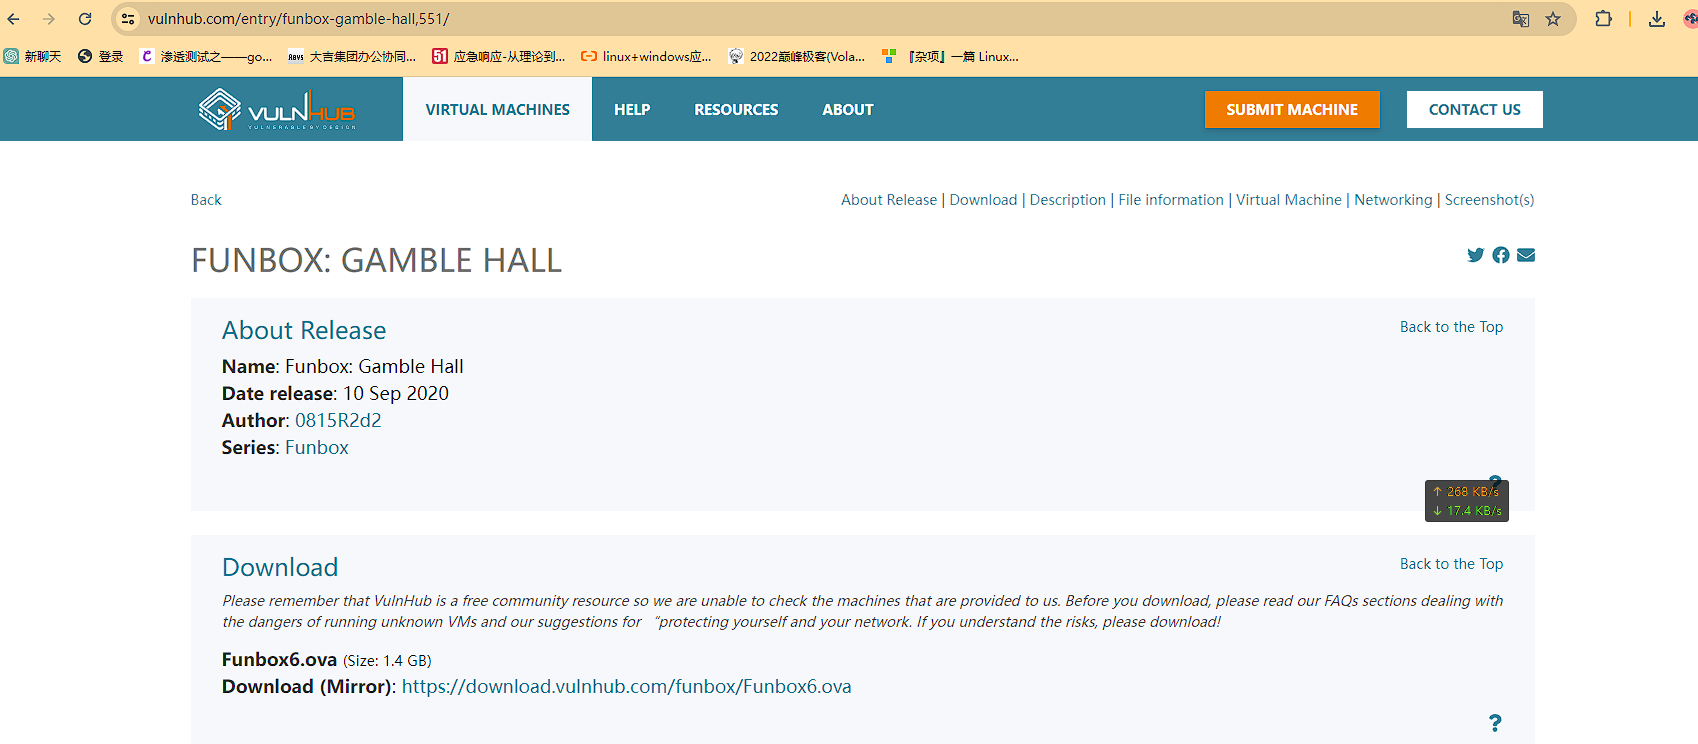 vulnhub.com/entry/funbox-gamble-hall,551/
新聊天 登录 渗透测试之——go... 大吉集团办公协同... 51 应急响应-从理论到... linux+windows应... 2022巅峰极客(Vola... 『杂项』一篇 Linux...
VULNHUB VIRTUAL MACHINES HELP RESOURCES ABOUT SUBMIT MACHINE CONTACT US
VULNERABLE BY DESIGN
Back About Release | Download | Description | File information | Virtual Machine | Networking | Screenshot(s)
FUNBOX: GAMBLE HALL
About Release Back to the Top
Name: Funbox: Gamble Hall
Date release: 10 Sep 2020
Author: 0815R2d2
Series: Funbox
?
↑ 268 KB/s
↓ 17.4 KB/s
Download Back to the Top
Please remember that VulnHub is a free community resource so we are unable to check the machines that are provided to us. Before you download, please read our FAQs sections dealing with
the dangers of running unknown VMs and our suggestions for “protecting yourself and your network. If you understand the risks, please download!
Funbox6.ova (Size: 1.4 GB)
Download (Mirror): https://download.vulnhub.com/funbox/Funbox6.ova
?